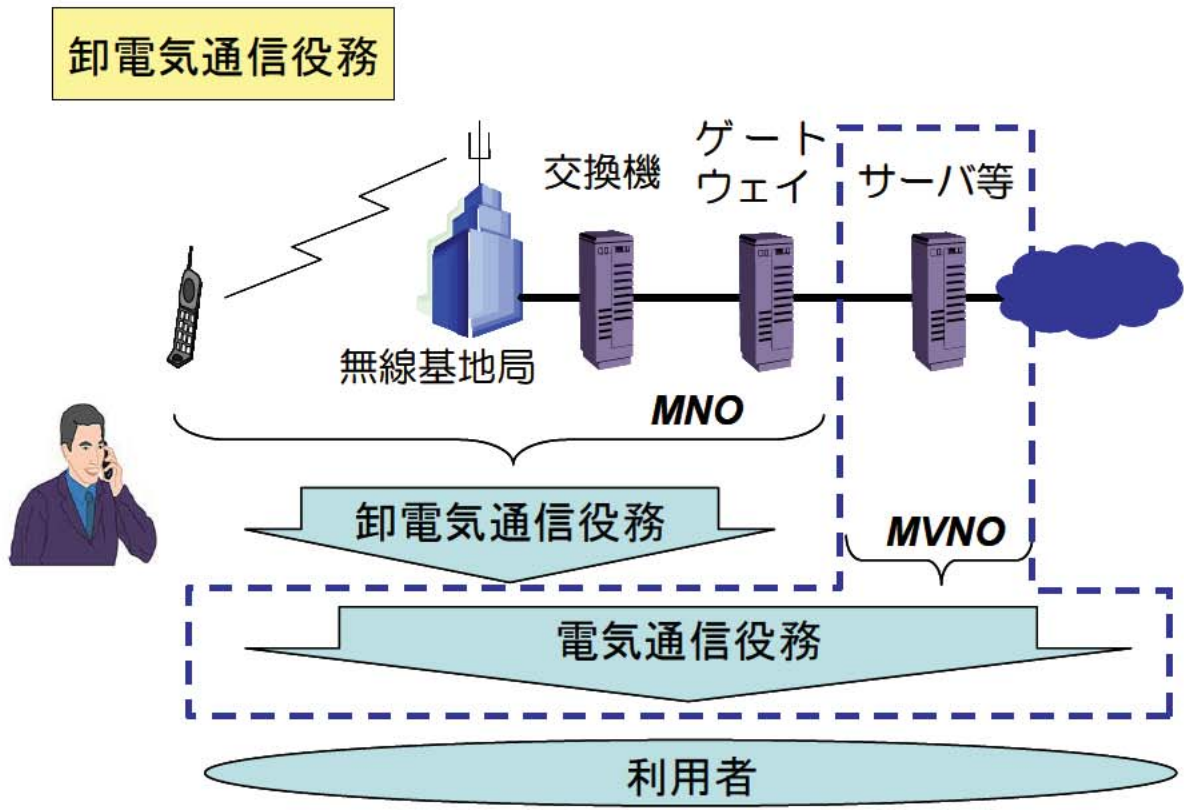 卸電気通信役務
交換機
ゲート
ウェイ
サーバ等
無線基地局
MNO
卸電気通信役務
MVNO
電気通信役務
利用者